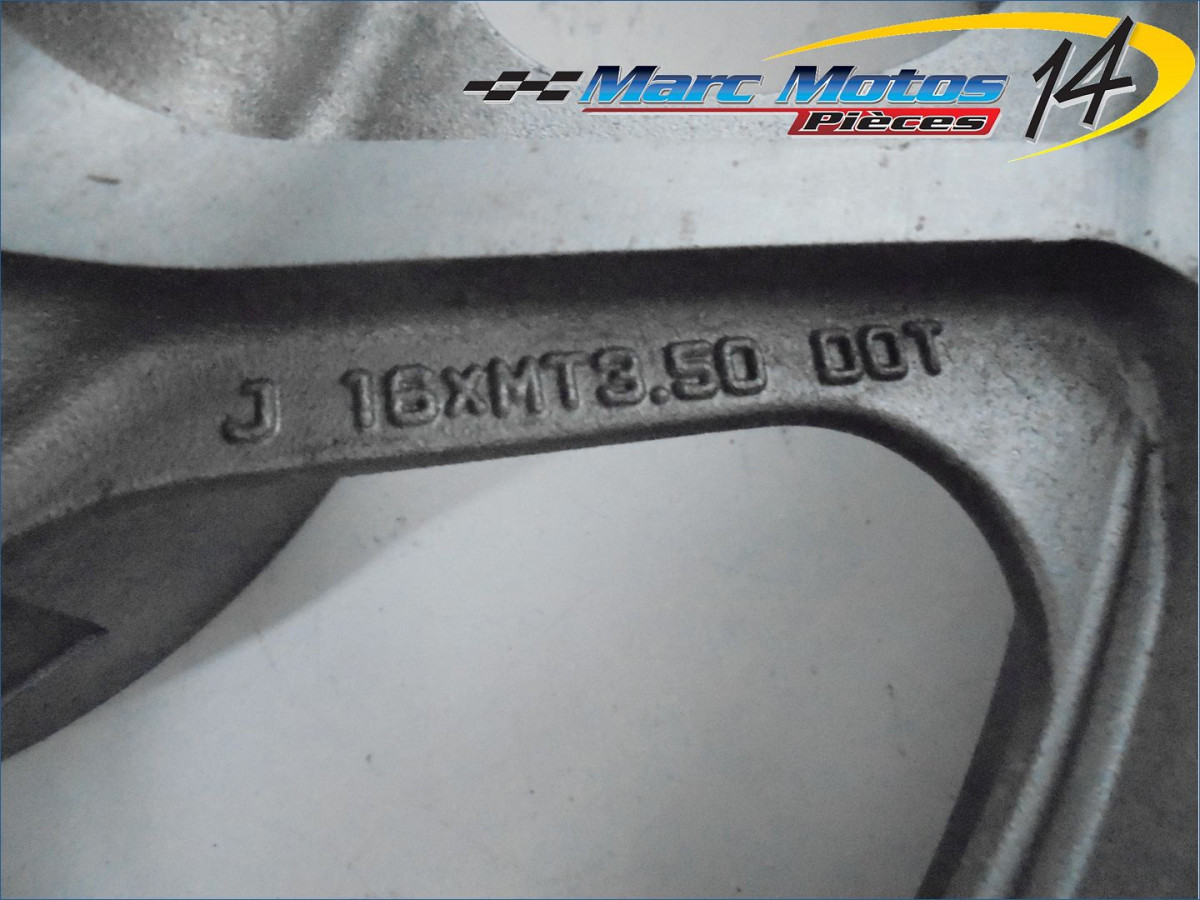 Marc Motos 14
Pièces
J 16xMT3.50 DOT